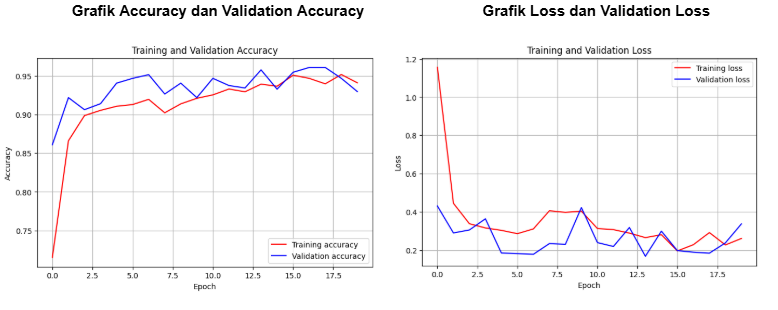 Grafik Accuracy dan Validation Accuracy
Training and Validation Accuracy
Accuracy
0.95
0.90
0.85
0.80
0.75
Training accuracy
Validation accuracy
0.0 2.5 5.0 7.5 10.0 12.5 15.0 17.5
Epoch
Grafik Loss dan Validation Loss
Training and Validation Loss
Loss
1.2
1.0
0.8
0.6
0.4
0.2
Training loss
Validation loss
0.0 2.5 5.0 7.5 10.0 12.5 15.0 17.5
Epoch